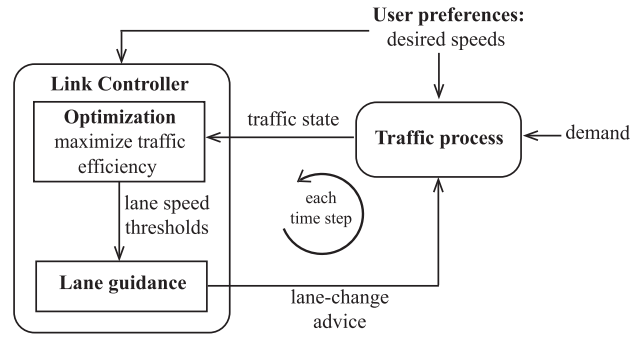 User preferences:
desired speeds
Link Controller
Optimization
maximize traffic
efficiency
traffic state
Traffic process
demand
lane speed
thresholds
each
time step
Lane guidance
lane-change
advice